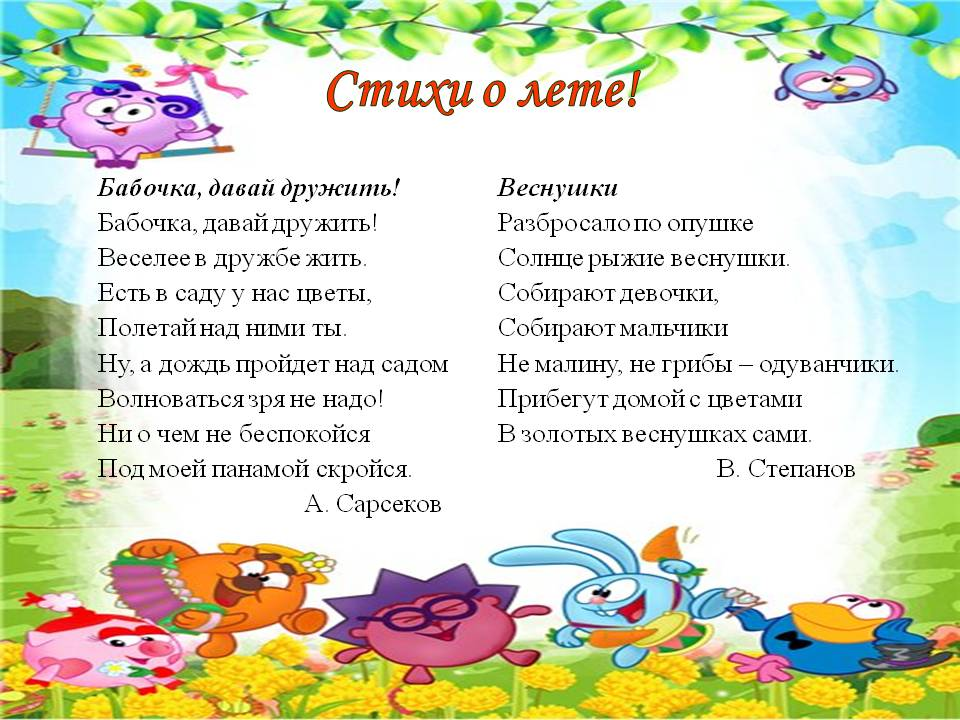 Стихи о лете!
Бабочка, давай дружить!
Бабочка, давай дружить!
Веселее в дружбе жить.
Есть в саду у нас цветы,
Полетай над ними ты.
Ну, а дождь пройдет над садом
Волноваться зря не надо!
Ни о чем не беспокойся
Под моей панамой скройся.
А. Сарсеков
Веснушки
Разбросало по опушке
Солнце рыжие веснушки.
Собирают девочки,
Собирают мальчики
Не малину, не грибы – одуванчики.
Прибегут домой с цветами
В золотых веснушках сами.
В. Степанов